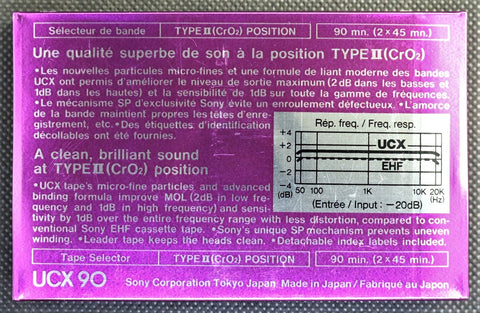 Sélecteur de bande TYPE II (CrO₂) POSITION 90 mn. (2 x 45 mn.)
Une qualité superbe de son à la position TYPE II (CrO₂)
• Les nouvelles particules micro-fines et une formule de liant moderne des bandes
UCX ont permis d'améliorer le niveau de sortie maximum (2dB dans les basses et
1dB dans les hautes) et la sensibilité de 1dB sur toute la gamme de fréquences.
• Le mécanisme SP d'exclusivité Sony évite un enroulement défectueux. • L'amorce
de la bande maintient propres les têtes d'enre-
gistrement, etc. • Des étiquettes d'identification
décollables ont été fournies.
Rép. freq. / Freq. resp.
+4
+2
0
−2
−4
(dB)
UCX
EHF
50 100 1K 10K 20K
(Hz)
(Entrée / Input : −20dB)
A clean, brilliant sound
at TYPE II (CrO₂) position
• UCX tape's micro-fine particles and advanced
binding formula improve MOL (2dB in low fre-
quency and 1dB in high frequency) and sensi-
tivity by 1dB over the entire frequency range with less distortion, compared to con-
ventional Sony EHF cassette tape. • Sony's unique SP mechanism prevents uneven
winding. • Leader tape keeps the heads clean. • Detachable index labels included.
Tape Selector TYPE II (CrO₂) POSITION 90 min. (2 x 45 min.)
UCX 90 Sony Corporation Tokyo Japan Made in Japan / Fabriqué au Japon